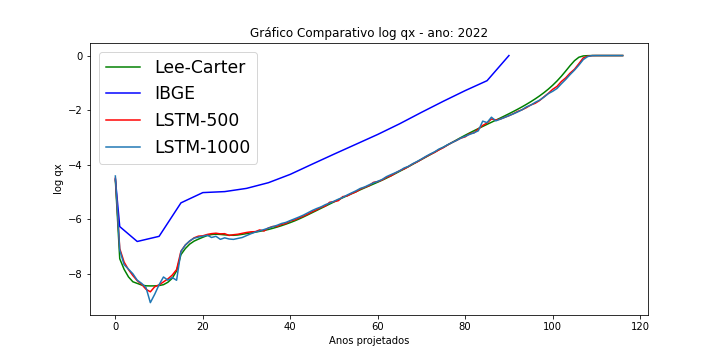 Gráfico Comparativo log qx - ano: 2022
Lee-Carter
IBGE
LSTM-500
LSTM-1000
log qx
0
−2
−4
−6
−8
0 20 40 60 80 100 120
Anos projetados